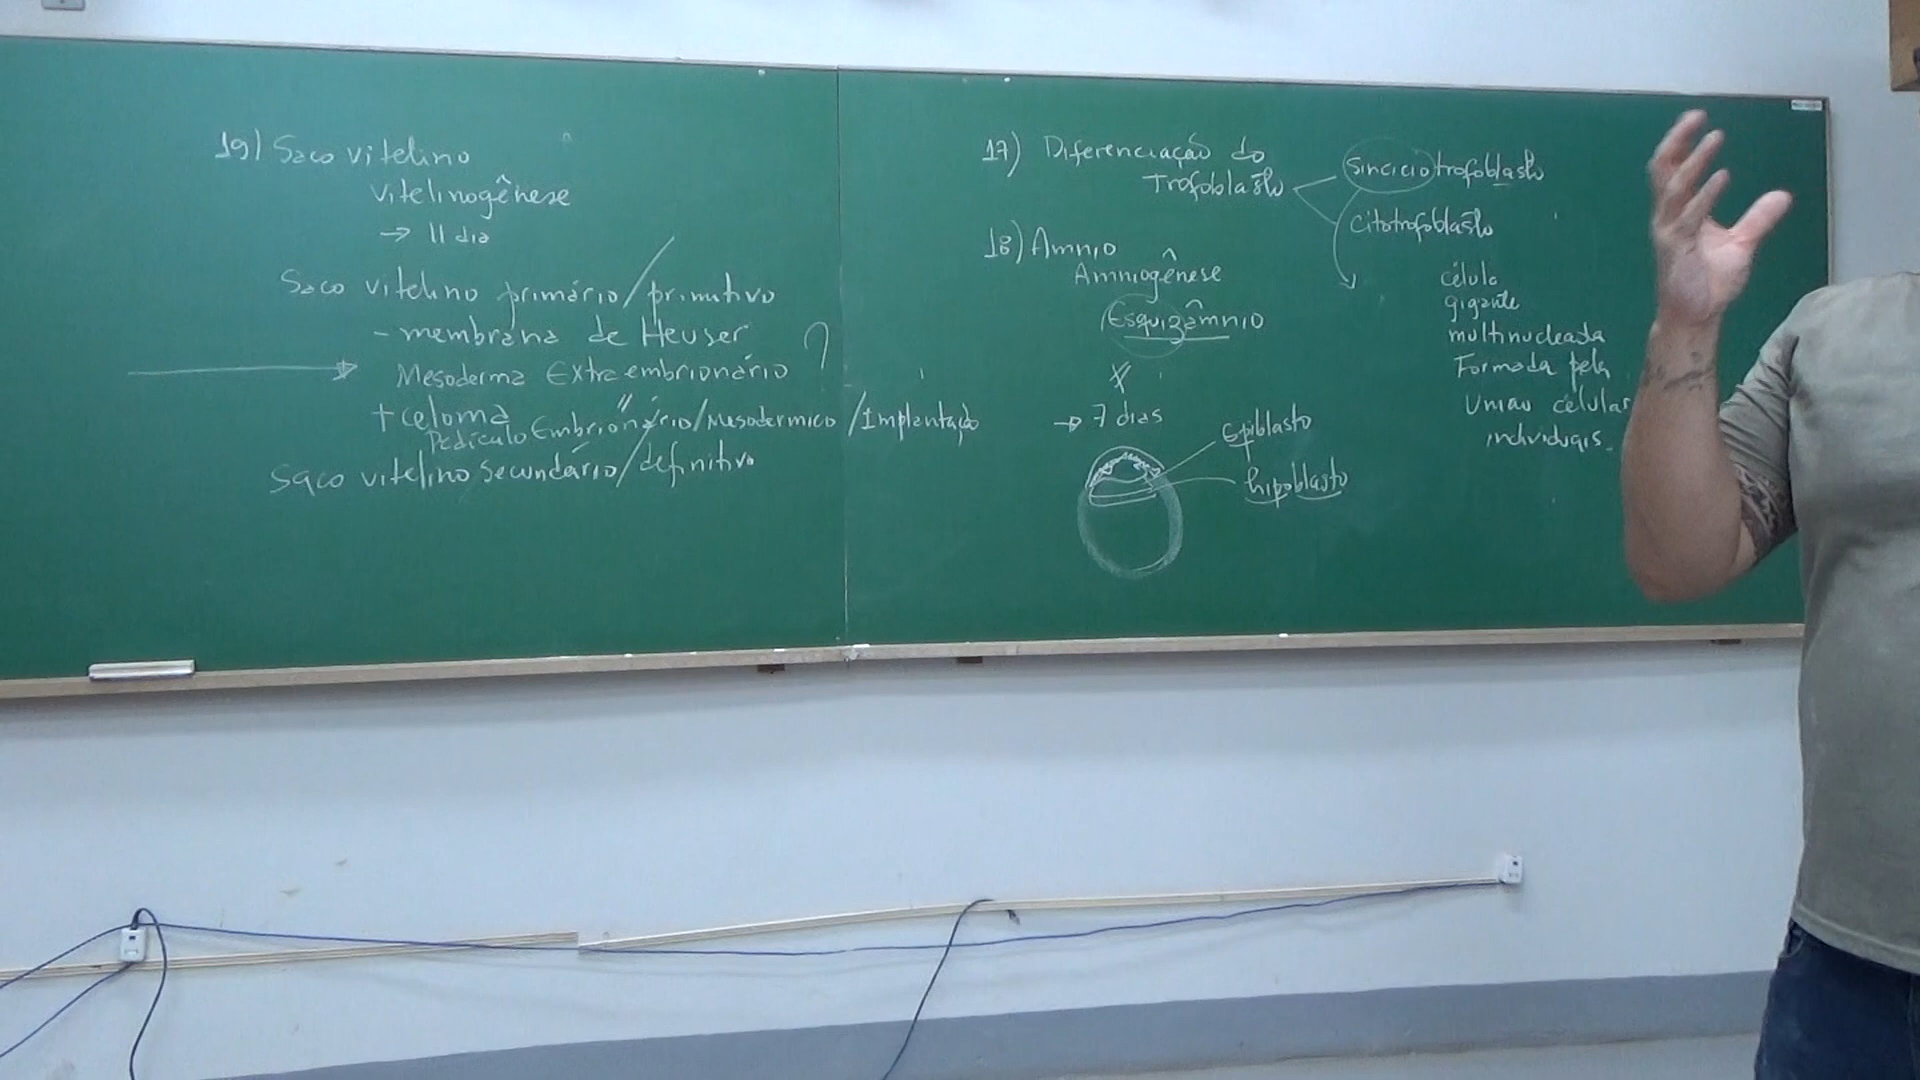 19) Saco vitelino
vitelinogênese
→ 11 dia
Saco vitelino primário/primitivo
- membrana de Heuser
Mesoderma Extraembrionário ?
+ celoma "
Pedículo Embrionário/Mesodermico/Implantação
Saco vitelino secundário/definitivo
17) Diferenciação do
Trofoblasto
sinciciotrofoblasto
citotrofoblasto
célula
gigante
multinucleada
Formada pela
União células
individuais.
18) Amnio
Amniogênese
Esquizâmnio
→ 7 dias
Epiblasto
hipoblasto